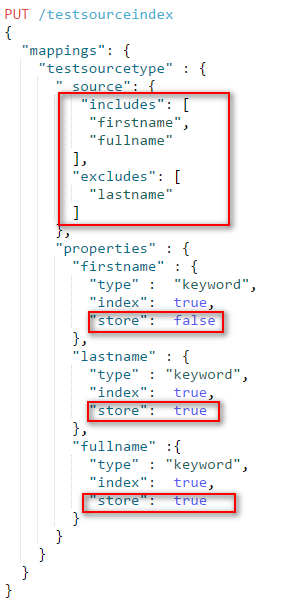 PUT /testsourceindex
{
"mappings": {
"testsourcetype" : {
"_source": {
"includes": [
"firstname",
"fullname"
],
"excludes": [
"lastname"
]
},
"properties" : {
"firstname" : {
"type" : "keyword",
"index": true,
"store": false
},
"lastname" : {
"type" : "keyword",
"index": true,
"store": true
},
"fullname" :{
"type" : "keyword",
"index": true,
"store": true
}
}
}
}
}